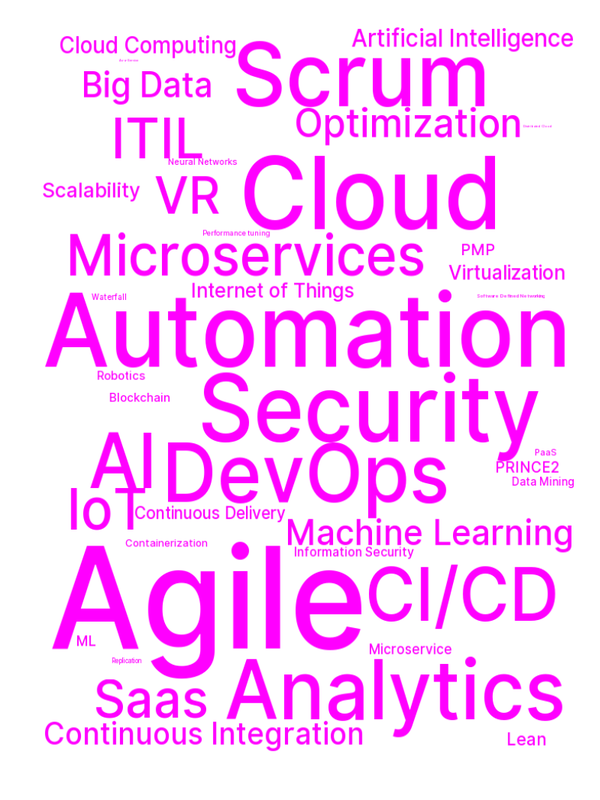 Artificial Intelligence
Cloud Computing
Scrum
Big Data
Optimization
ITIL
Neural Networks
Cloud
VR
Scalability
Performance tuning
Microservices
PMP
Virtualization
Internet of Things
Waterfall
Software-Defined Networking
Automation
Robotics
Security
Blockchain
AI
DevOps
PaaS
PRINCE2
Data Mining
IoT
Continuous Delivery
Machine Learning
Containerization
Information Security
Agile
CI/CD
ML
Microservice
Replication
Analytics
Saas
Continuous Integration
Lean